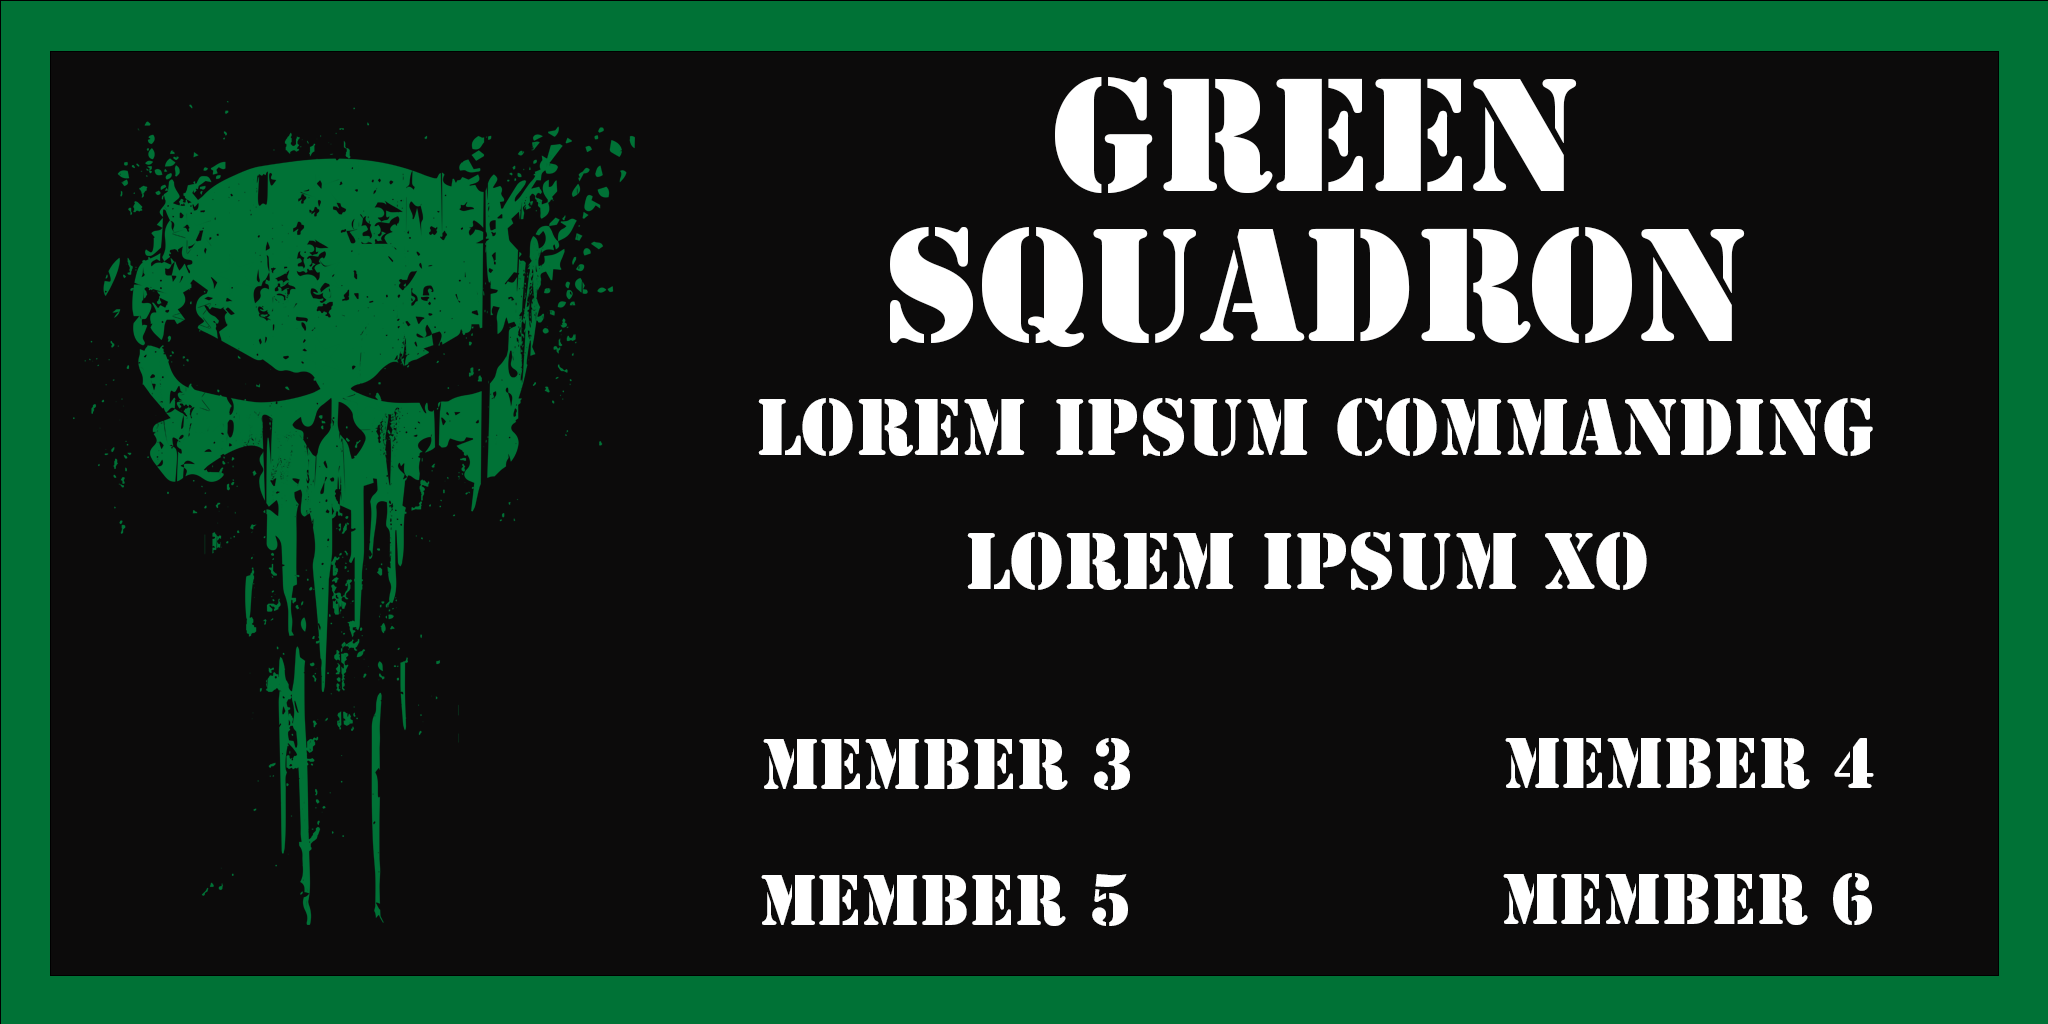 GREEN
SQUADRON
LOREM IPSUM COMMANDING
LOREM IPSUM XO
MEMBER 3 MEMBER 4
MEMBER 5 MEMBER 6